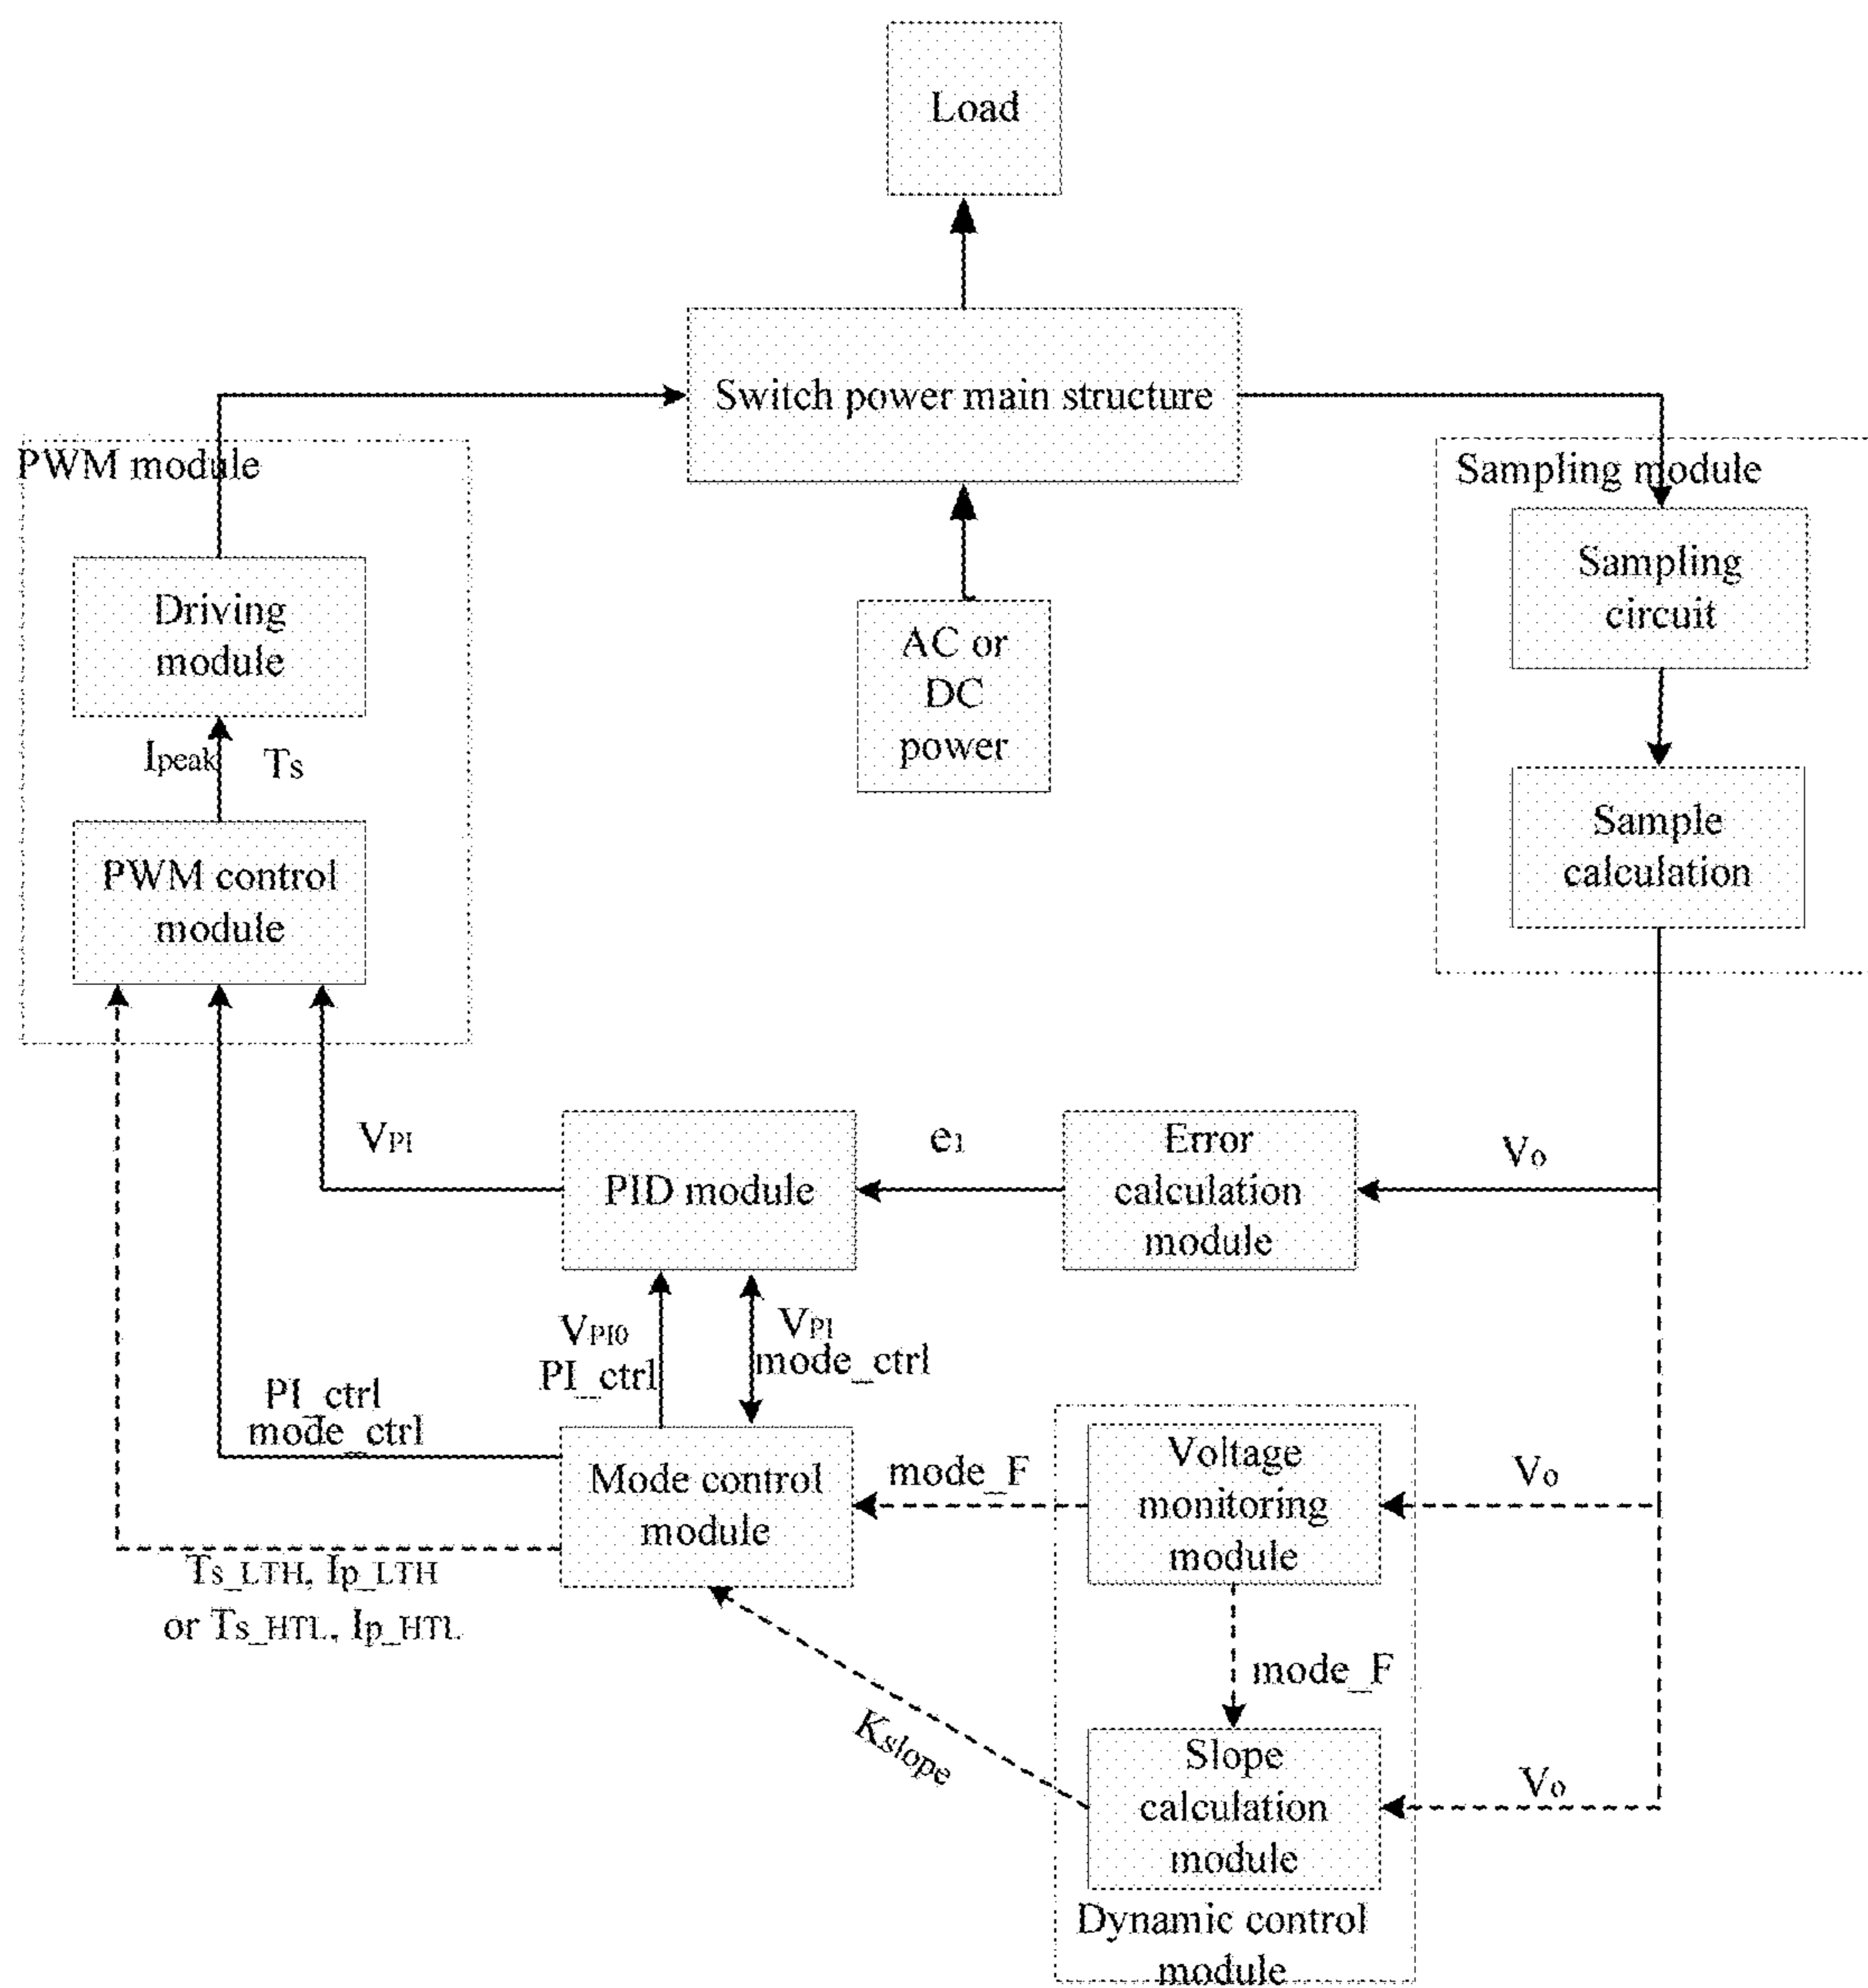 Load
Switch power main structure
PWM module
Sampling module
Driving
module
Sampling
circuit
AC or
DC
power
Ipeak
Ts
Sample
calculation
PWM control
module
VPI
PID module
e1
Error
calculation
module
Vo
VPI0
PI_ctrl
VPI
mode_ctrl
PI_ctrl
mode_ctrl
Mode control
module
mode_F
Voltage
monitoring
module
Vo
Ts_LTH, Ip_LTH
or Ts_HTL, Ip_HTL
mode_F
Kslope
Slope
calculation
module
Vo
Dynamic control
module